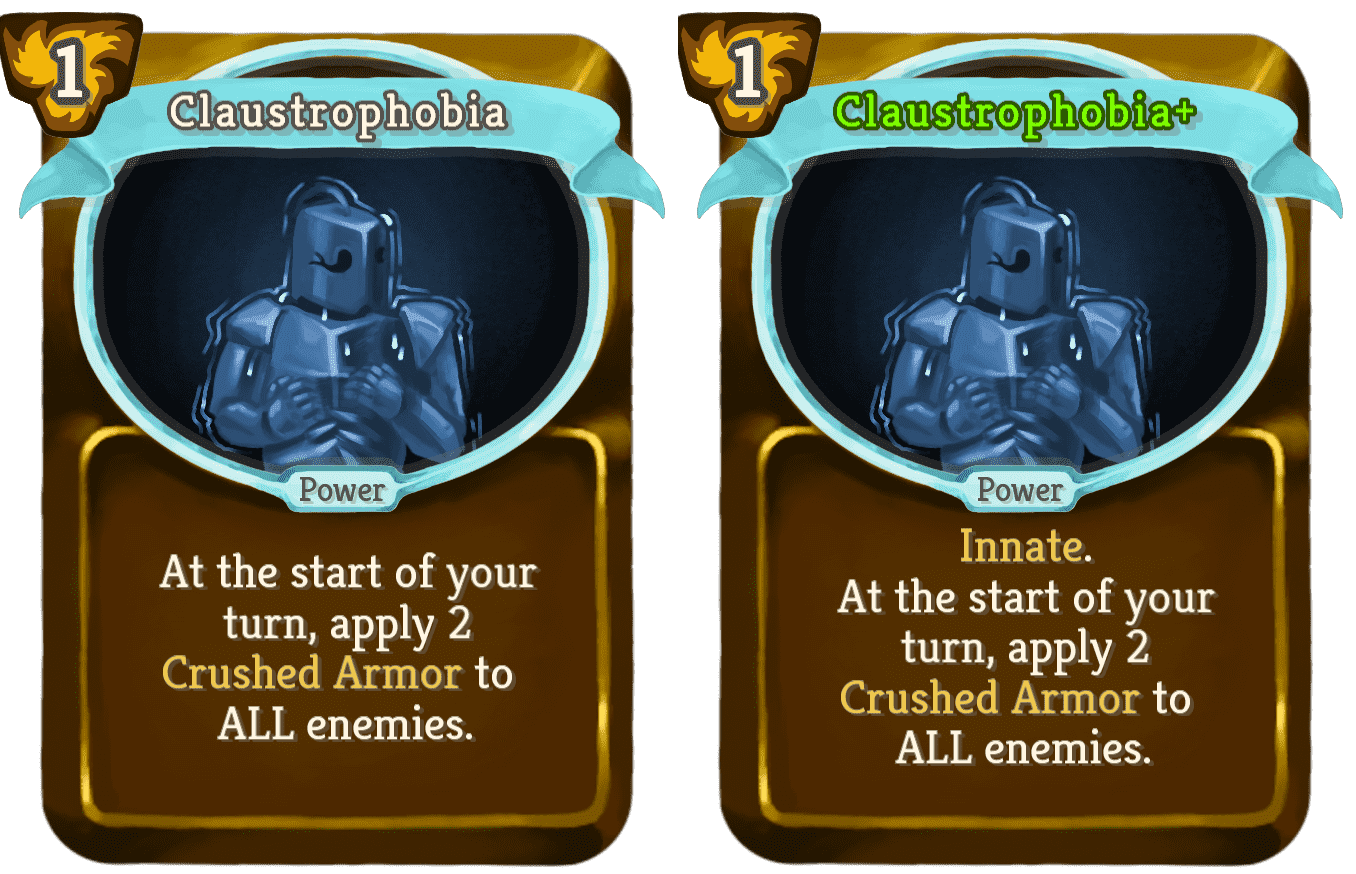 1
Claustrophobia
Power
At the start of your
turn, apply 2
Crushed Armor to
ALL enemies.
1
Claustrophobia+
Power
Innate.
At the start of your
turn, apply 2
Crushed Armor to
ALL enemies.